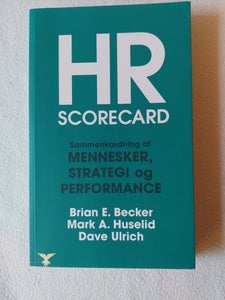 HR
SCORECARD
Sammenkædning af
MENNESKER,
STRATEGI og
PERFORMANCE
Brian E. Becker
Mark A. Huselid
Dave Ulrich